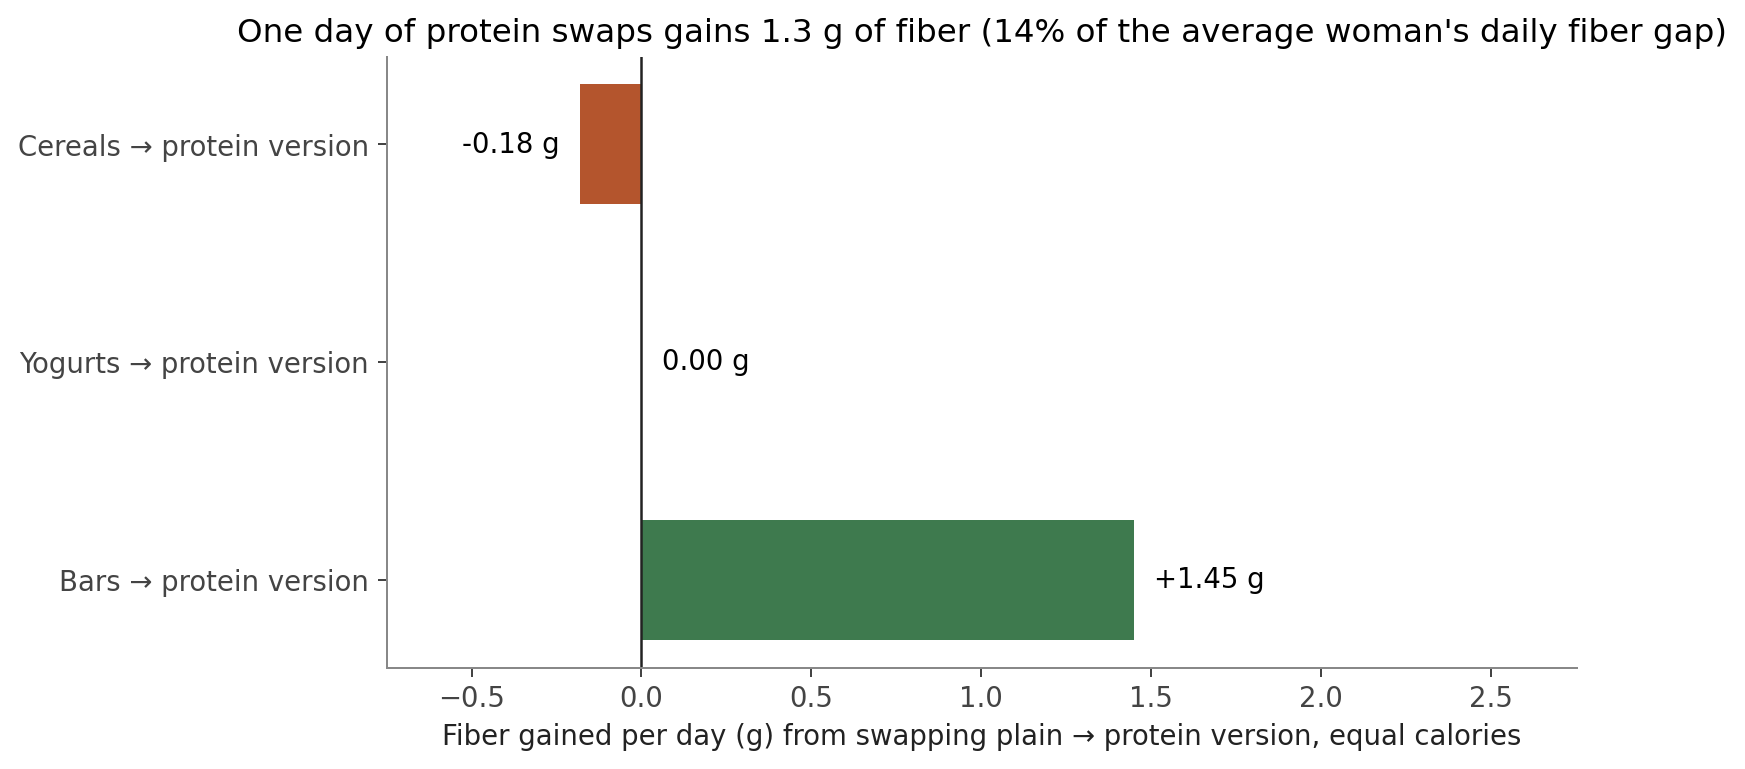 One day of protein swaps gains 1.3 g of fiber (14% of the average woman's daily fiber gap)
Cereals → protein version
-0.18 g
Yogurts → protein version
0.00 g
Bars → protein version
+1.45 g
−0.5 0.0 0.5 1.0 1.5 2.0 2.5
Fiber gained per day (g) from swapping plain → protein version, equal calories